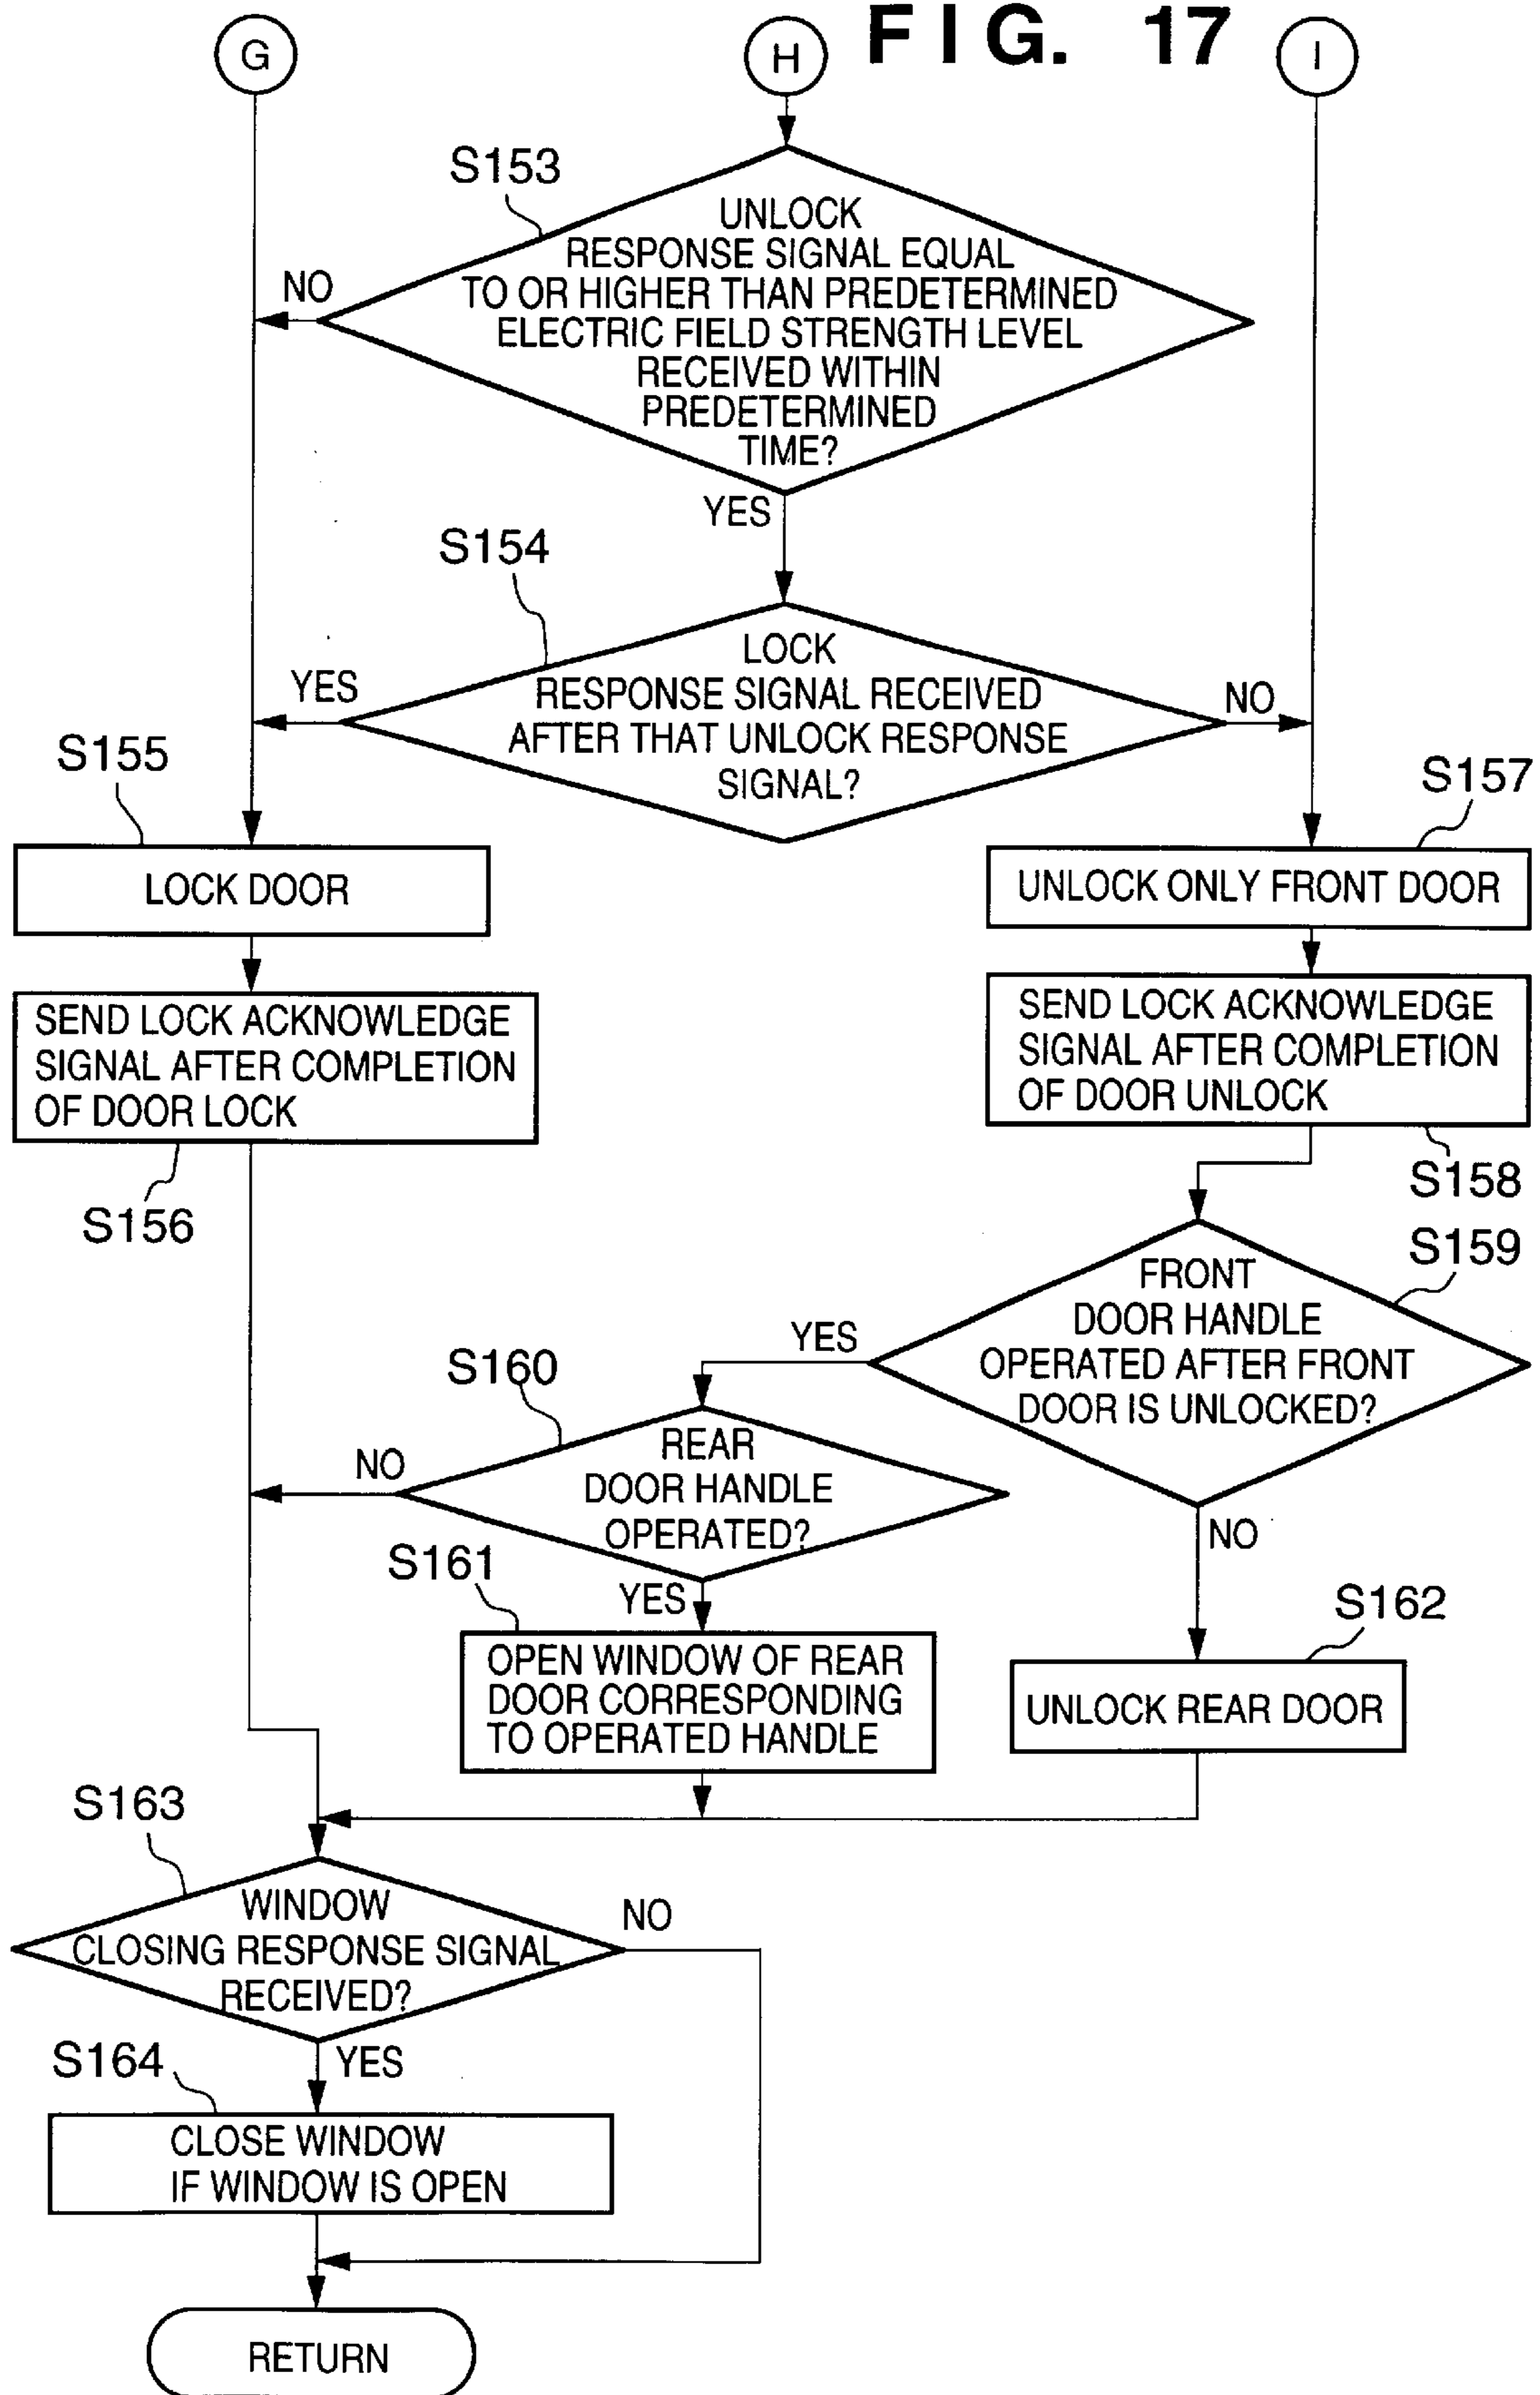 G
H
FIG. 17
I
S153
UNLOCK
RESPONSE SIGNAL EQUAL
TO OR HIGHER THAN PREDETERMINED
ELECTRIC FIELD STRENGTH LEVEL
RECEIVED WITHIN
PREDETERMINED
TIME?
NO
YES
S154
LOCK
RESPONSE SIGNAL RECEIVED
AFTER THAT UNLOCK RESPONSE
SIGNAL?
YES
NO
S155
LOCK DOOR
S157
UNLOCK ONLY FRONT DOOR
SEND LOCK ACKNOWLEDGE
SIGNAL AFTER COMPLETION
OF DOOR LOCK
S156
SEND LOCK ACKNOWLEDGE
SIGNAL AFTER COMPLETION
OF DOOR UNLOCK
S158
S159
FRONT
DOOR HANDLE
OPERATED AFTER FRONT
DOOR IS UNLOCKED?
YES
NO
S160
REAR
DOOR HANDLE
OPERATED?
NO
YES
S161
OPEN WINDOW OF REAR
DOOR CORRESPONDING
TO OPERATED HANDLE
S162
UNLOCK REAR DOOR
S163
WINDOW
CLOSING RESPONSE SIGNAL
RECEIVED?
NO
YES
S164
CLOSE WINDOW
IF WINDOW IS OPEN
RETURN